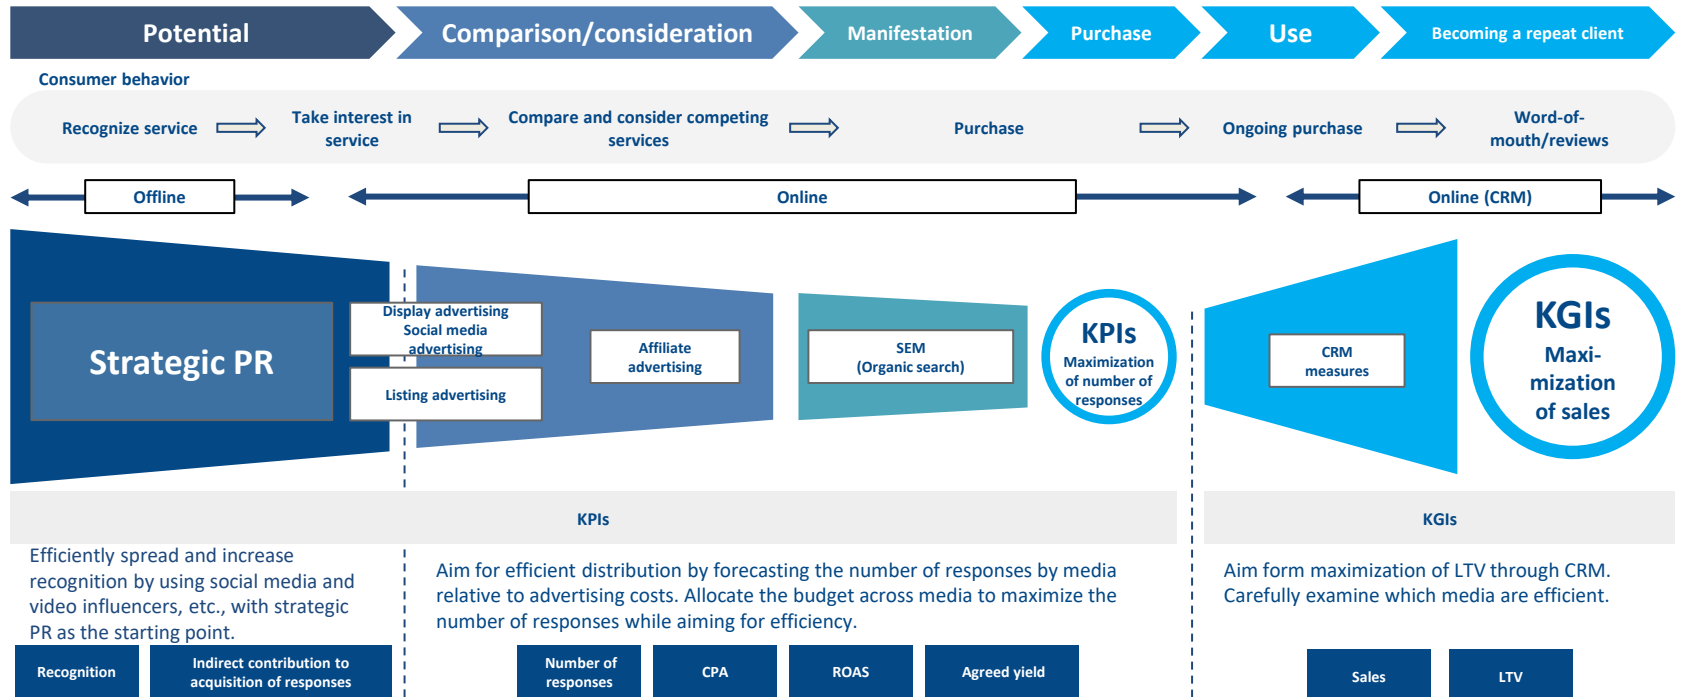 Potential
Comparison/consideration
Manifestation
Purchase
Use
Becoming a repeat client
Consumer behavior
Recognize service
Take interest in
service
Compare and consider competing
services
Purchase
Ongoing purchase
Word-of-
mouth/reviews
Offline
Online
Online (CRM)
Strategic PR
Display advertising
Social media
advertising
Listing advertising
Affiliate
advertising
SEM
(Organic search)
KPIs
Maximization
of number of
responses
CRM
measures
KGIs
Maxi-
mization
of sales
KPIs
KGIs
Efficiently spread and increase
recognition by using social media and
video influencers, etc., with strategic
PR as the starting point.
Aim for efficient distribution by forecasting the number of responses by media
relative to advertising costs. Allocate the budget across media to maximize the
number of responses while aiming for efficiency.
Aim form maximization of LTV through CRM.
Carefully examine which media are efficient.
Recognition
Indirect contribution to
acquisition of responses
Number of
responses
CPA
ROAS
Agreed yield
Sales
LTV